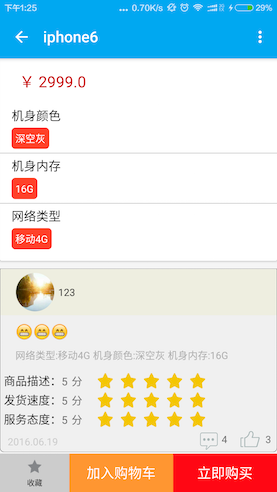 下午1:25 ... 0.70K/s 29%
iphone6
￥ 2999.0
机身颜色
深空灰
机身内存
16G
网络类型
移动4G
123
网络类型:移动4G 机身颜色:深空灰 机身内存:16G
商品描述: 5 分
发货速度: 5 分
服务态度: 5 分
2016.06.19 4 3
收藏 加入购物车 立即购买